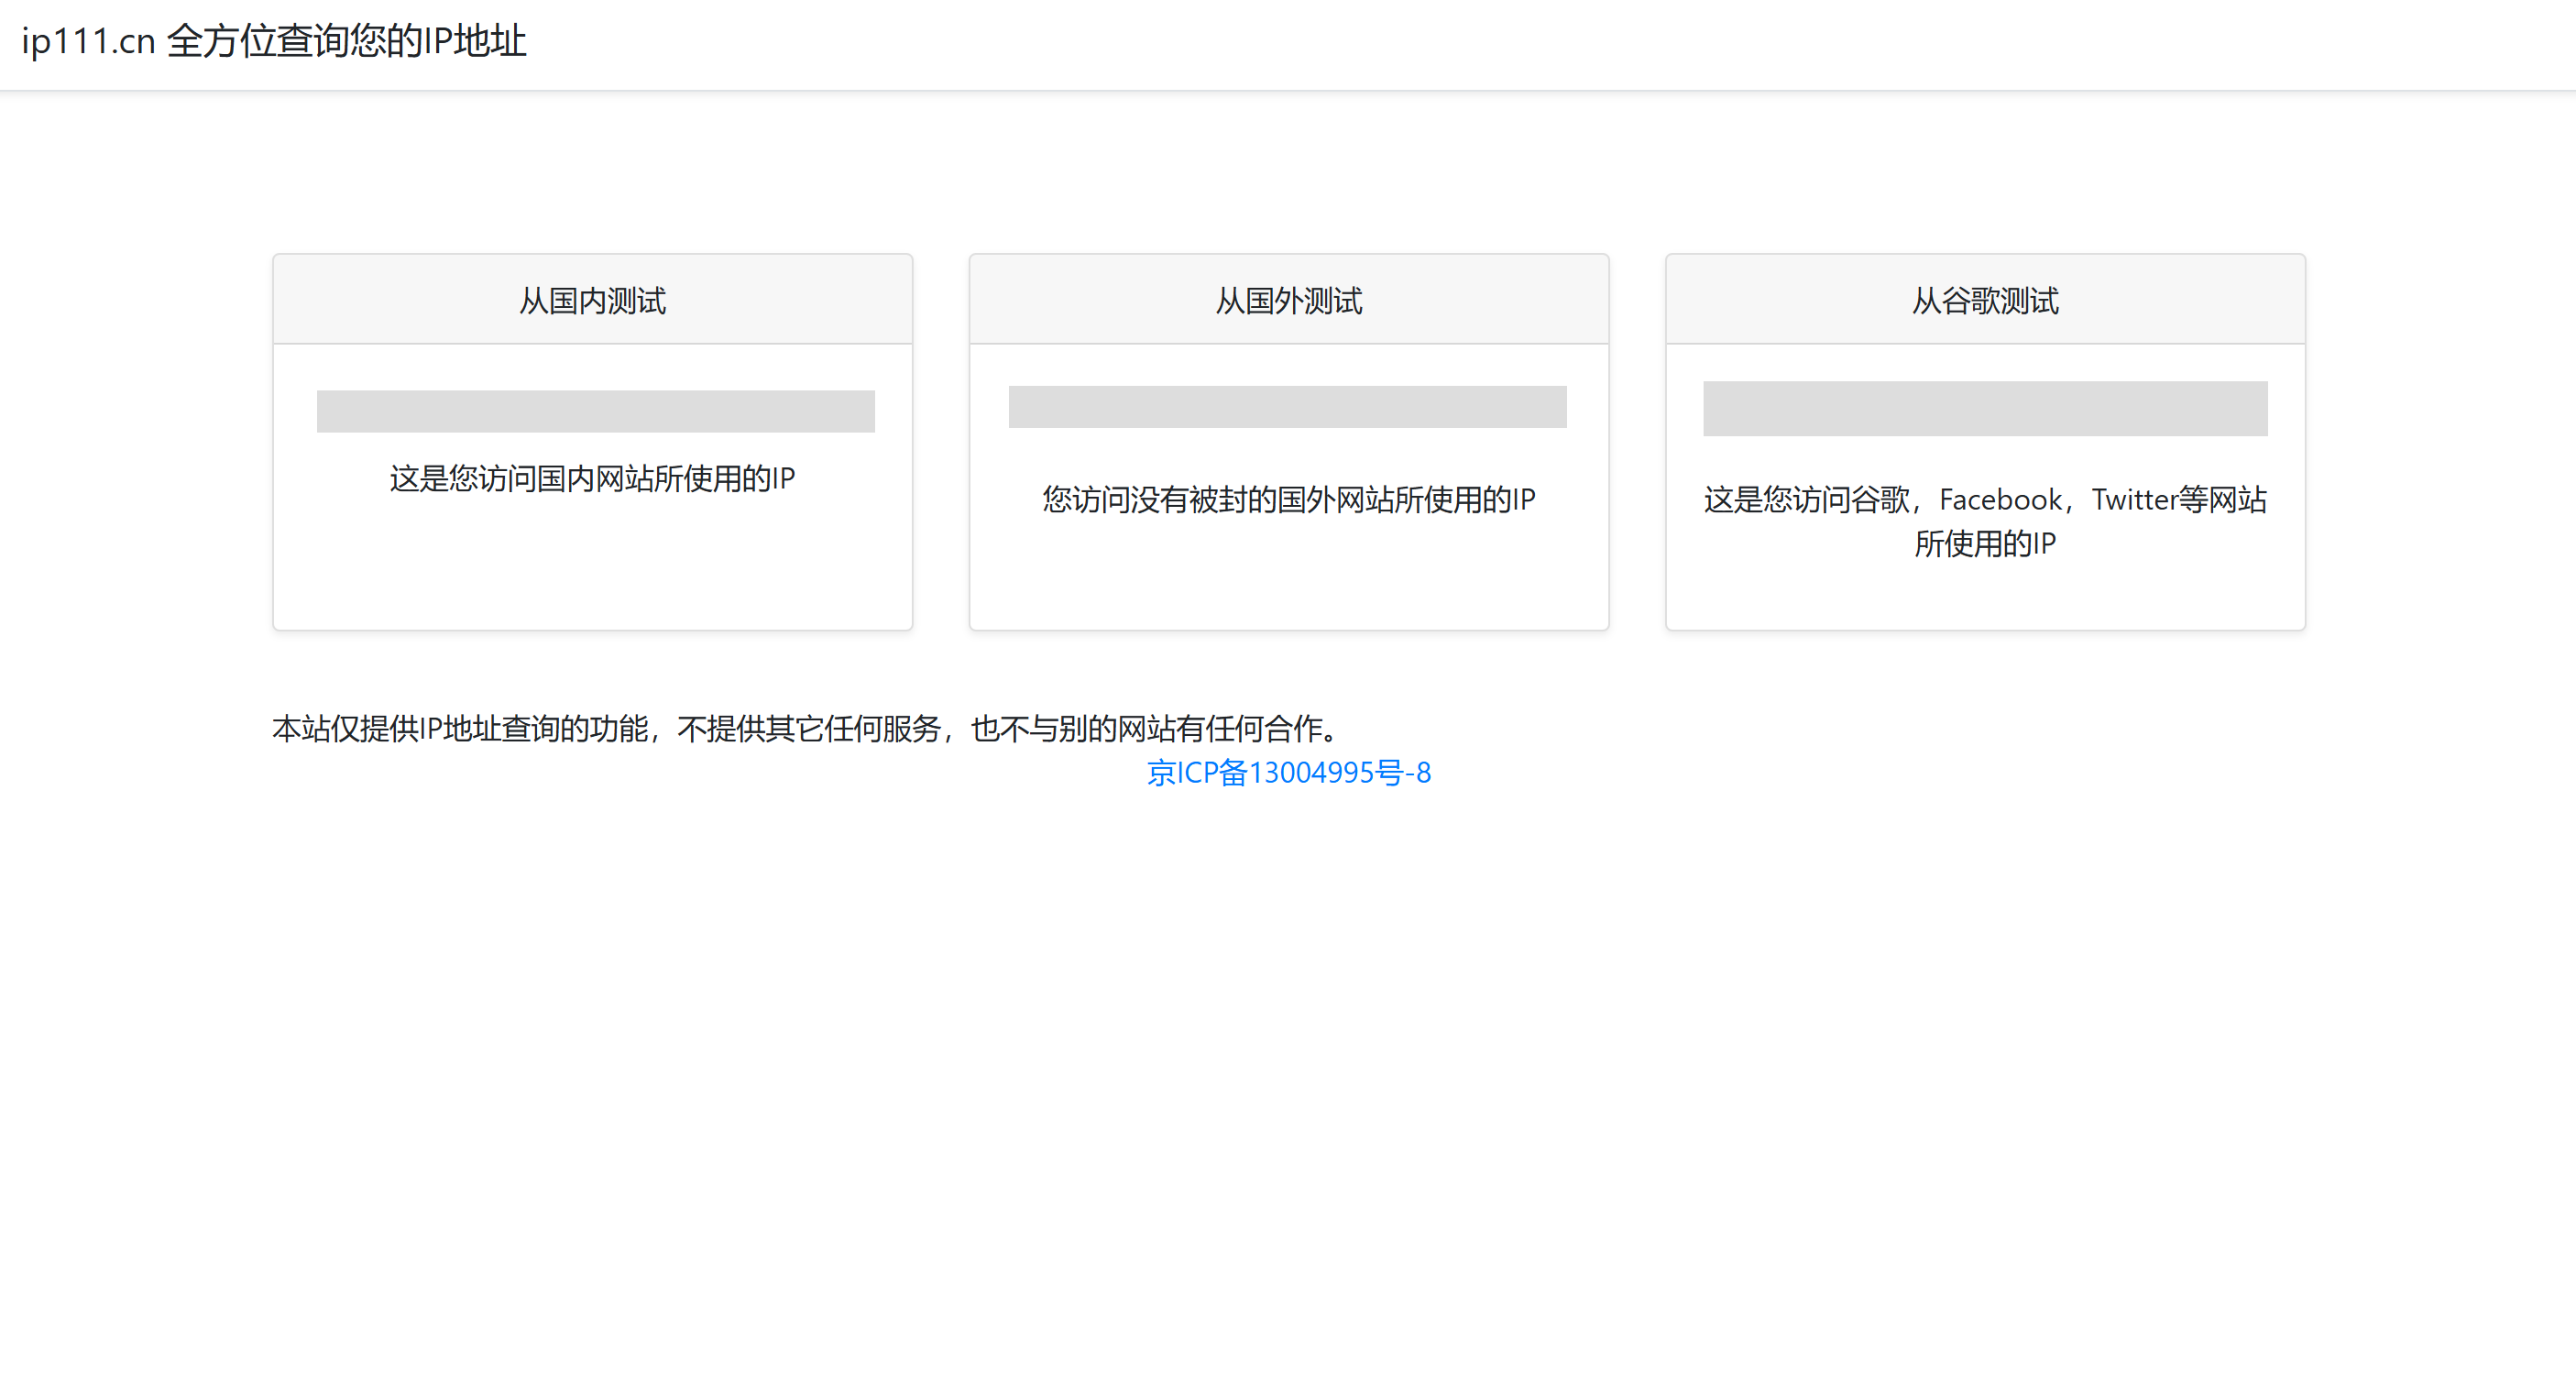 ip111.cn 全方位查询您的IP地址
从国内测试
这是您访问国内网站所使用的IP
从国外测试
您访问没有被封的国外网站所使用的IP
从谷歌测试
这是您访问谷歌，Facebook，Twitter等网站
所使用的IP
本站仅提供IP地址查询的功能，不提供其它任何服务，也不与别的网站有任何合作。
京ICP备13004995号-8